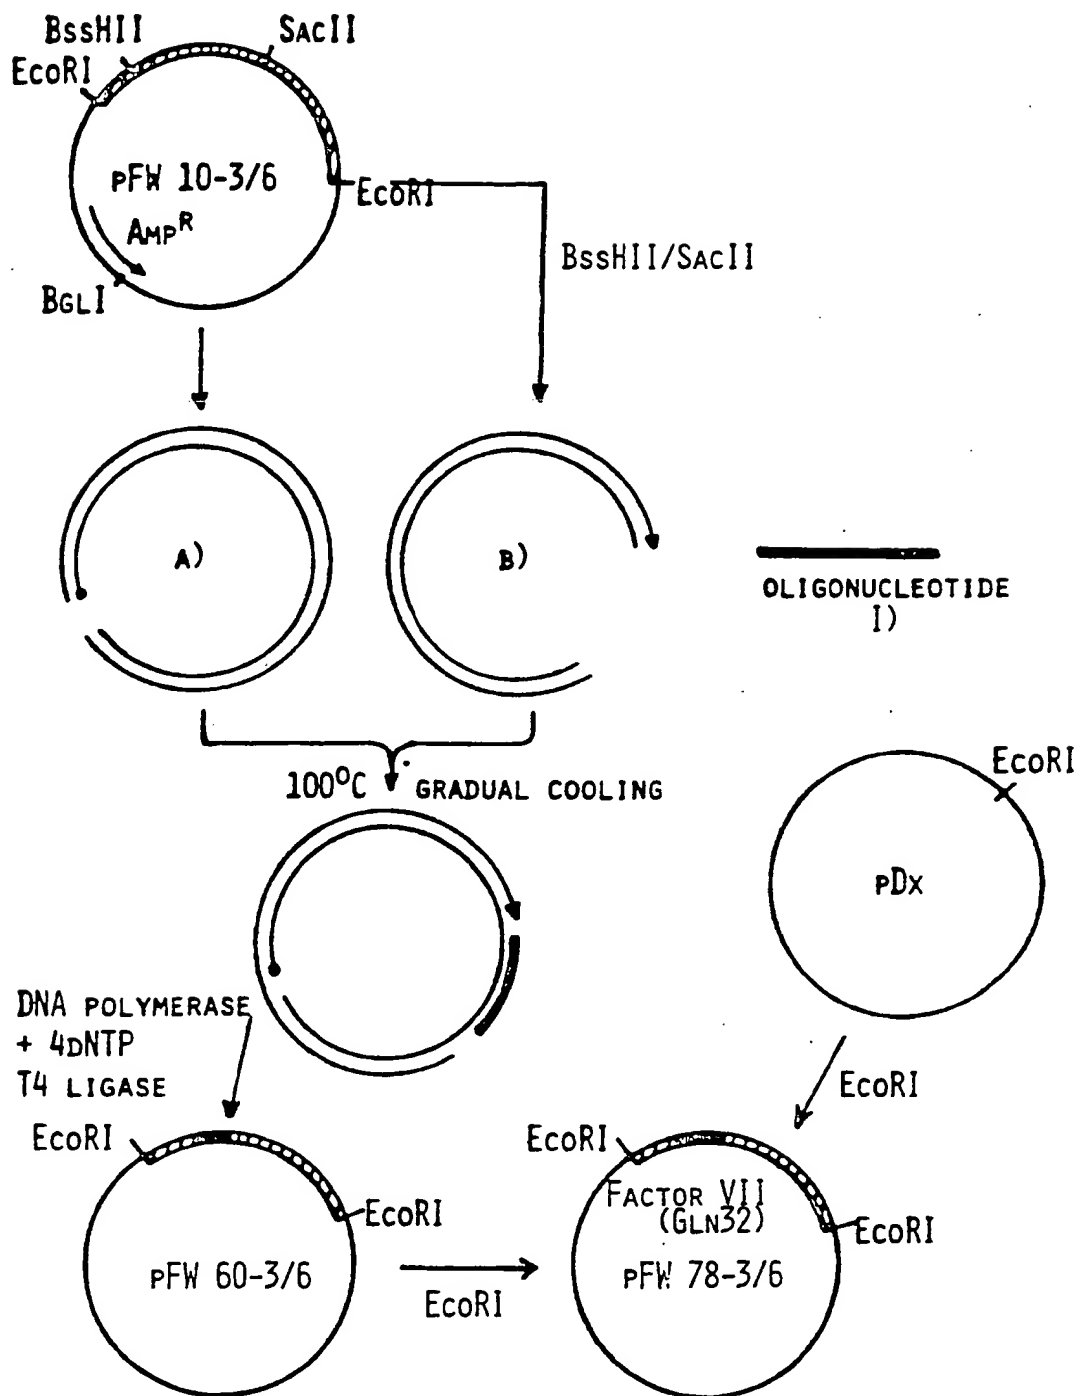 BssHII
SacII
EcoRI
pFW 10-3/6
EcoRI
AmpR
BssHII/SacII
BglI
A)
B)
OLIGONUCLEOTIDE
I)
100°C GRADUAL COOLING
EcoRI
pDx
DNA POLYMERASE
+ 4DNTP
T4 LIGASE
EcoRI
EcoRI
EcoRI
FACTOR VII
(GLN32)
EcoRI
EcoRI
pFW 60-3/6
pFW 78-3/6
EcoRI